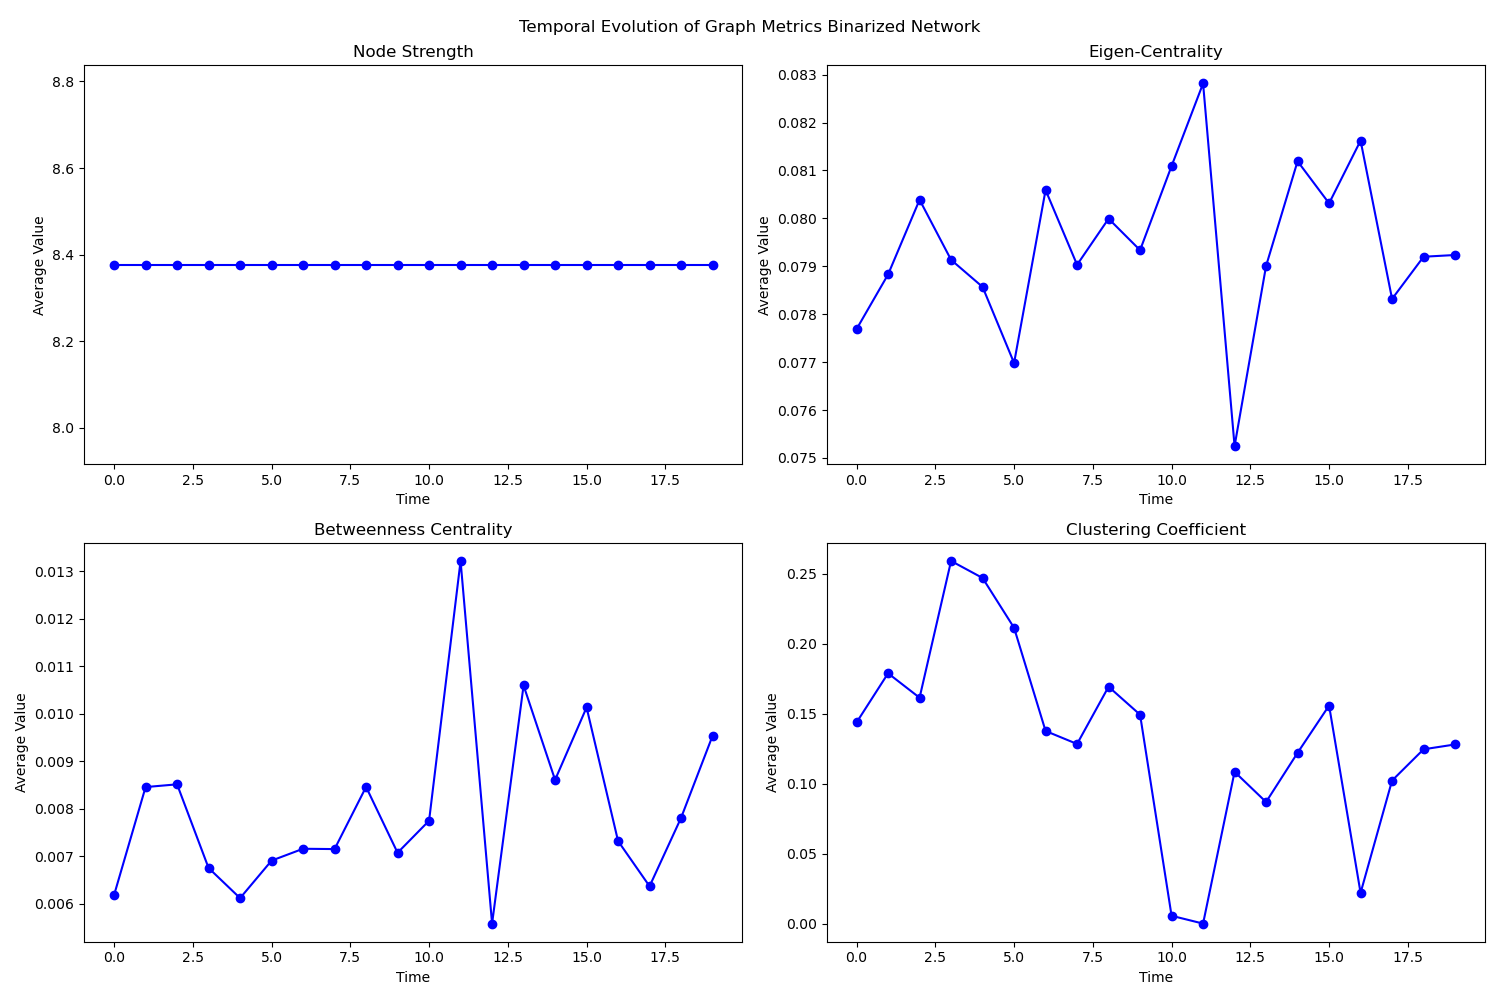 Temporal Evolution of Graph Metrics Binarized Network
Node Strength
8.8
8.6
8.4
8.2
8.0
Average Value
0.0 2.5 5.0 7.5 10.0 12.5 15.0 17.5
Time
Eigen-Centrality
0.083
0.082
0.081
0.080
0.079
0.078
0.077
0.076
0.075
Average Value
0.0 2.5 5.0 7.5 10.0 12.5 15.0 17.5
Time
Betweenness Centrality
0.013
0.012
0.011
0.010
0.009
0.008
0.007
0.006
Average Value
0.0 2.5 5.0 7.5 10.0 12.5 15.0 17.5
Time
Clustering Coefficient
0.25
0.20
0.15
0.10
0.05
0.00
Average Value
0.0 2.5 5.0 7.5 10.0 12.5 15.0 17.5
Time